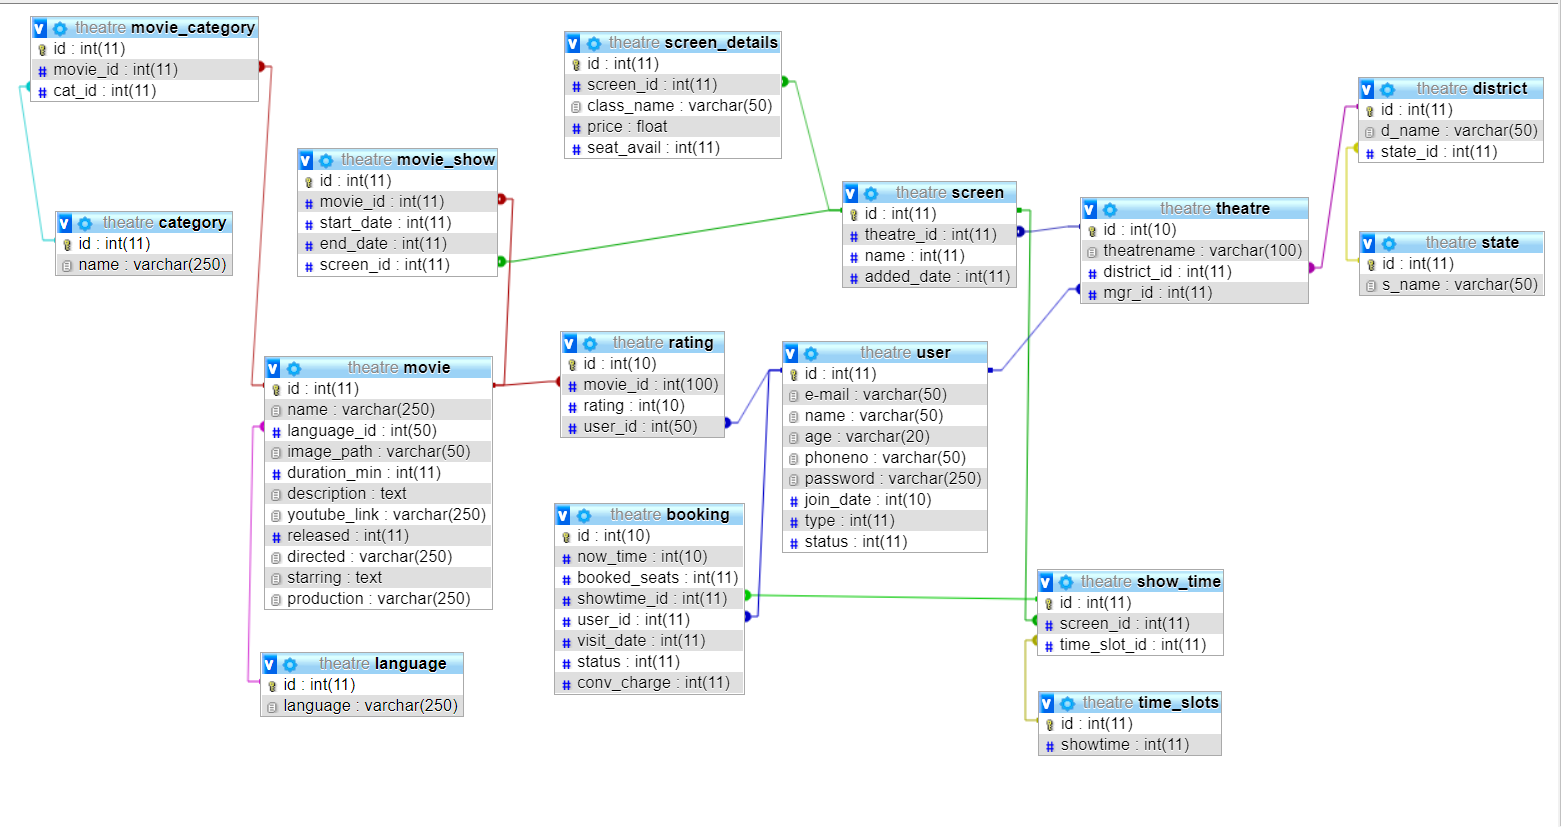 theatre movie_category
id : int(11)
movie_id : int(11)
cat_id : int(11)
theatre category
id : int(11)
name : varchar(250)
theatre movie_show
id : int(11)
movie_id : int(11)
start_date : int(11)
end_date : int(11)
screen_id : int(11)
theatre screen_details
id : int(11)
screen_id : int(11)
class_name : varchar(50)
price : float
seat_avail : int(11)
theatre screen
id : int(11)
theatre_id : int(11)
name : int(11)
added_date : int(11)
theatre theatre
id : int(10)
theatrename : varchar(100)
district_id : int(11)
mgr_id : int(11)
theatre district
id : int(11)
d_name : varchar(50)
state_id : int(11)
theatre state
id : int(11)
s_name : varchar(50)
theatre movie
id : int(11)
name : varchar(250)
language_id : int(50)
image_path : varchar(50)
duration_min : int(11)
description : text
youtube_link : varchar(250)
released : int(11)
directed : varchar(250)
starring : text
production : varchar(250)
theatre rating
id : int(10)
movie_id : int(100)
rating : int(10)
user_id : int(50)
theatre user
id : int(11)
e-mail : varchar(50)
name : varchar(50)
age : varchar(20)
phoneno : varchar(50)
password : varchar(250)
join_date : int(10)
type : int(11)
status : int(11)
theatre booking
id : int(10)
now_time : int(10)
booked_seats : int(11)
showtime_id : int(11)
user_id : int(11)
visit_date : int(11)
status : int(11)
conv_charge : int(11)
theatre show_time
id : int(11)
screen_id : int(11)
time_slot_id : int(11)
theatre language
id : int(11)
language : varchar(250)
theatre time_slots
id : int(11)
showtime : int(11)